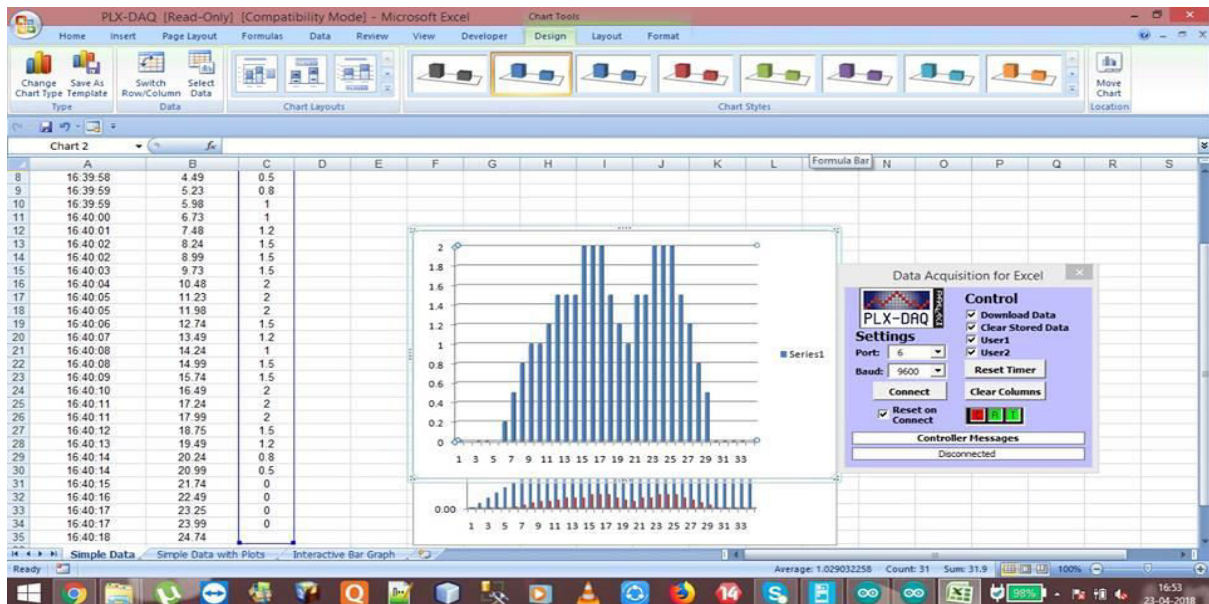 PLX-DAQ [Read-Only] [Compatibility Mode] - Microsoft Excel
Chart Tools
Home Insert Page Layout Formulas Data Review View Developer Design Layout Format
Change Chart Type
Save As Template
Switch Row/Column
Select Data
Move Chart
Type Data Chart Layouts Chart Styles Location
Chart 2
fx
Formula Bar
A B C D E F G H I J K L N O P Q R S
8 16:39:58 4.49 0.5
9 16:39:59 5.23 0.8
10 16:39:59 5.98 1
11 16:40:00 6.73 1
12 16:40:01 7.48 1.2
13 16:40:02 8.24 1.5
14 16:40:02 8.99 1.5
15 16:40:03 9.73 1.5
16 16:40:04 10.48 2
17 16:40:05 11.23 2
18 16:40:05 11.98 2
19 16:40:06 12.74 1.5
20 16:40:07 13.49 1.2
21 16:40:08 14.24 1
22 16:40:08 14.99 1.5
23 16:40:09 15.74 1.5
24 16:40:10 16.49 2
25 16:40:11 17.24 2
26 16:40:11 17.99 2
27 16:40:12 18.75 1.5
28 16:40:13 19.49 1.2
29 16:40:14 20.24 0.8
30 16:40:14 20.99 0.5
31 16:40:15 21.74 0
32 16:40:16 22.49 0
33 16:40:17 23.25 0
34 16:40:17 23.99 0
35 16:40:18 24.74
2
1.8
1.6
1.4
1.2
1
0.8
0.6
0.4
0.2
0
1 3 5 7 9 11 13 15 17 19 21 23 25 27 29 31 33
Series1
0.00
1 3 5 7 9 11 13 15 17 19 21 23 25 27 29 31 33
Data Acquisition for Excel
PLX-DAQ
PARALLAX
Control
Download Data
Clear Stored Data
User1
User2
Settings
Port: 6
Baud: 9600
Reset Timer
Connect
Clear Columns
Reset on Connect
Controller Messages
Disconnected
Simple Data Simple Data with Plots Interactive Bar Graph
Ready
Average: 1.029032258 Count: 31 Sum: 31.9 100%
98%
16:53
23-04-2018